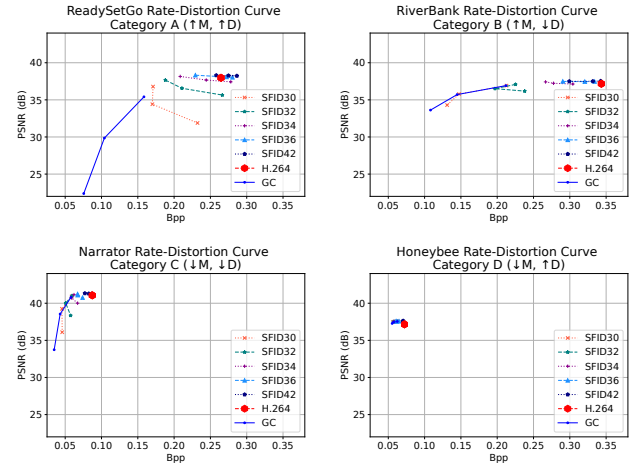 ReadySetGo Rate-Distortion Curve
Category A (↑M, ↑D)
PSNR (dB)
40
35
30
25
0.05 0.10 0.15 0.20 0.25 0.30 0.35
Bpp
SFID30
SFID32
SFID34
SFID36
SFID42
H.264
GC
RiverBank Rate-Distortion Curve
Category B (↑M, ↓D)
PSNR (dB)
40
35
30
25
0.05 0.10 0.15 0.20 0.25 0.30 0.35
Bpp
SFID30
SFID32
SFID34
SFID36
SFID42
H.264
GC
Narrator Rate-Distortion Curve
Category C (↓M, ↓D)
PSNR (dB)
40
35
30
25
0.05 0.10 0.15 0.20 0.25 0.30 0.35
Bpp
SFID30
SFID32
SFID34
SFID36
SFID42
H.264
GC
Honeybee Rate-Distortion Curve
Category D (↓M, ↑D)
PSNR (dB)
40
35
30
25
0.05 0.10 0.15 0.20 0.25 0.30 0.35
Bpp
SFID30
SFID32
SFID34
SFID36
SFID42
H.264
GC